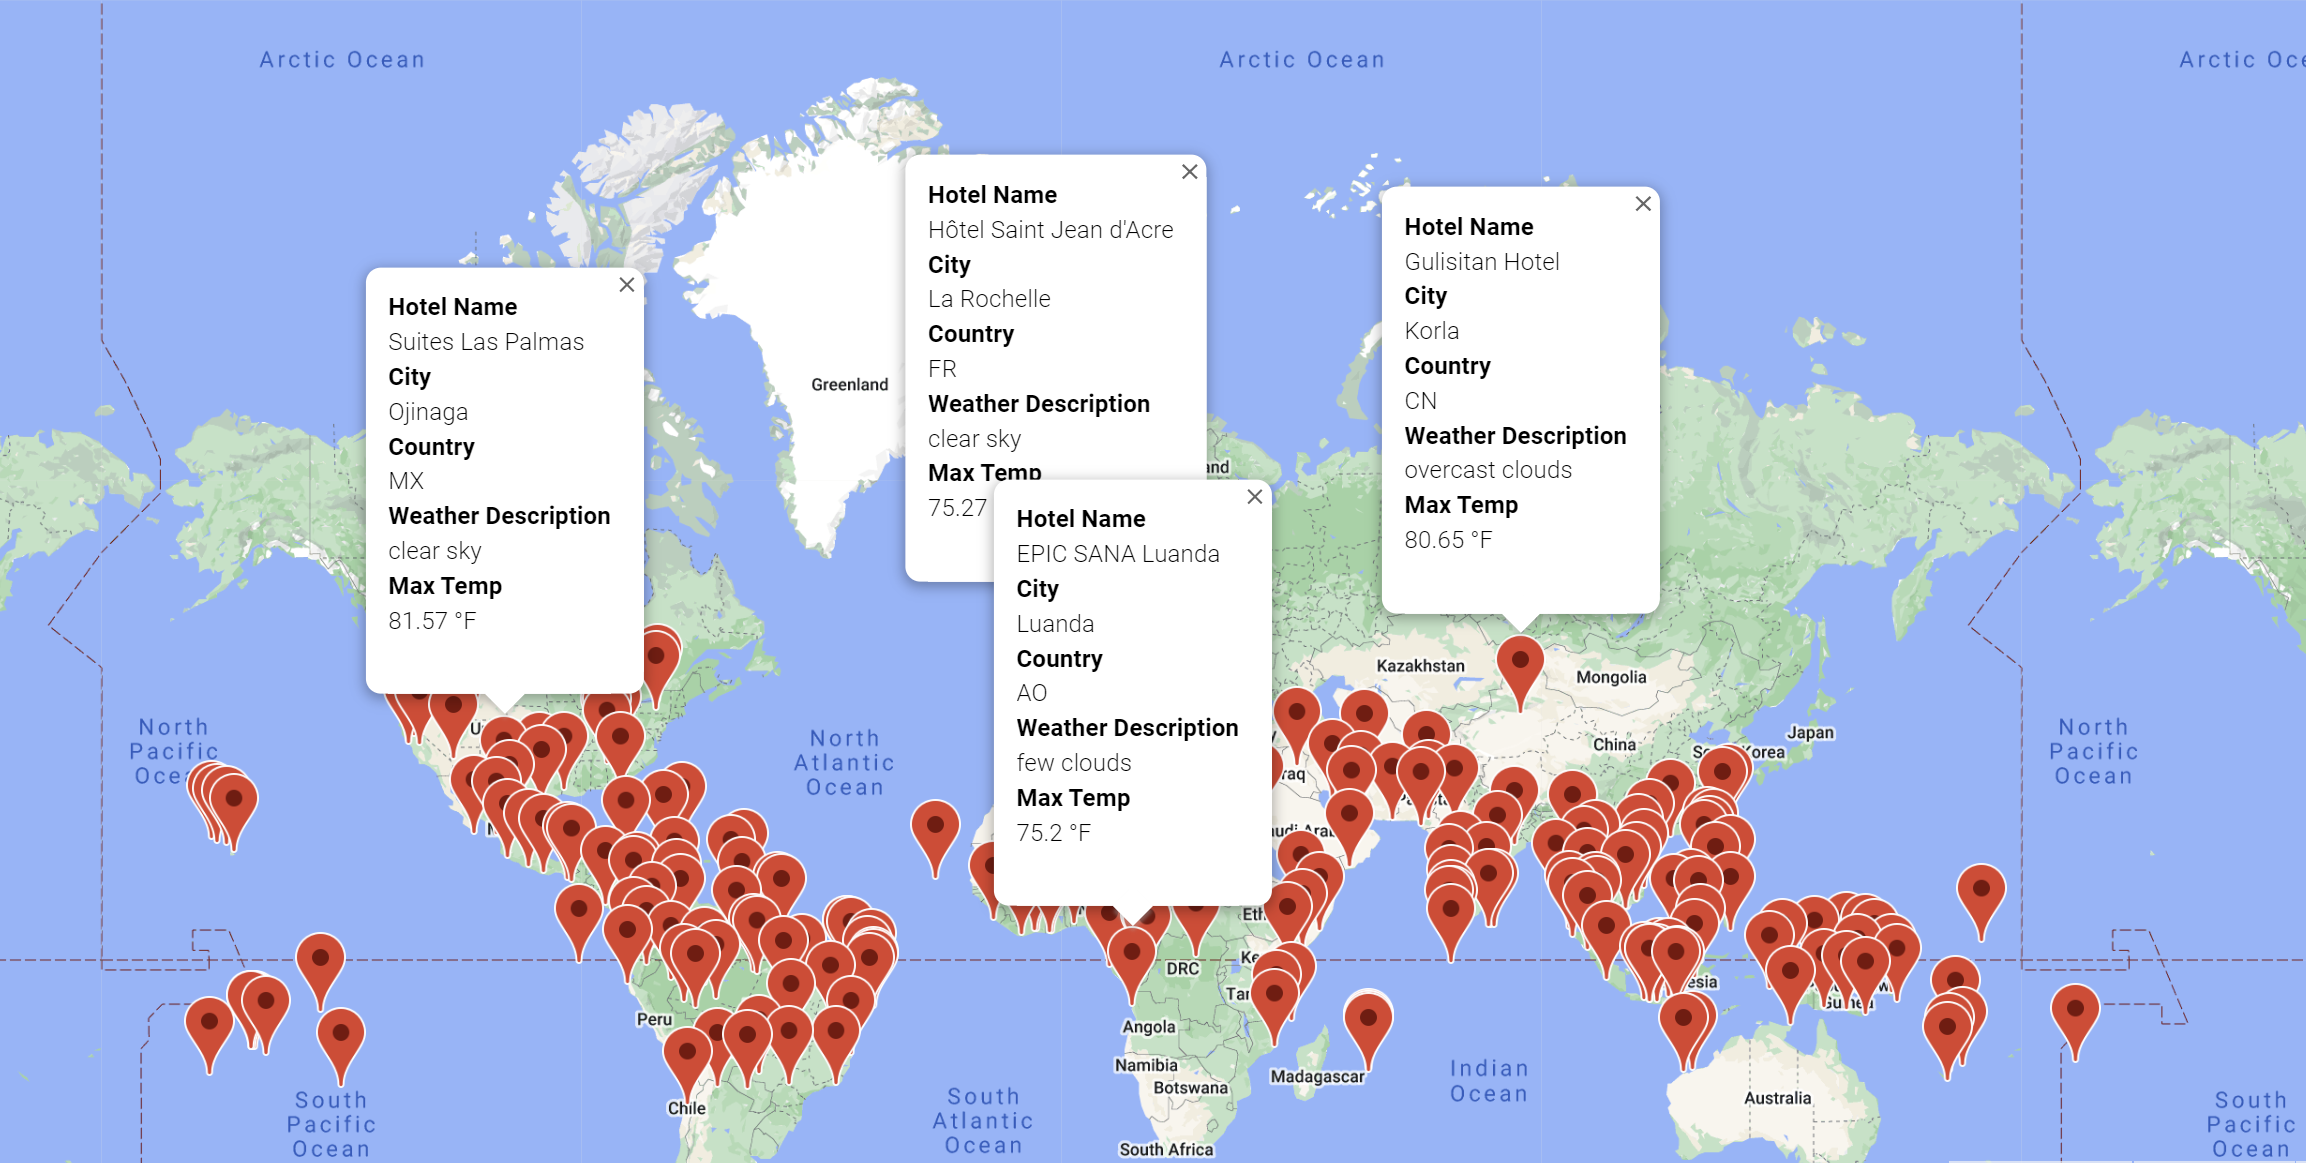 Arctic Ocean
Arctic Ocean
Arctic Oce
Hotel Name
Suites Las Palmas
City
Ojinaga
Country
MX
Weather Description
clear sky
Max Temp
81.57 °F
Hotel Name
Hôtel Saint Jean d'Acre
City
La Rochelle
Country
FR
Weather Description
clear sky
Max Temp
75.27
Hotel Name
EPIC SANA Luanda
City
Luanda
Country
AO
Weather Description
few clouds
Max Temp
75.2 °F
Hotel Name
Gulisitan Hotel
City
Korla
Country
CN
Weather Description
overcast clouds
Max Temp
80.65 °F
Greenland
Kazakhstan
Mongolia
China
Japan
Korea
North
Pacific
Ocea
North
Atlantic
Ocean
North
Pacific
Ocean
DRC
Peru
Angola
Namibia
Botswana
Madagascar
Chile
South Africa
Indian
Ocean
Australia
South
Pacific
Ocean
South
Atlantic
Ocean
South
Pacific
Ocean